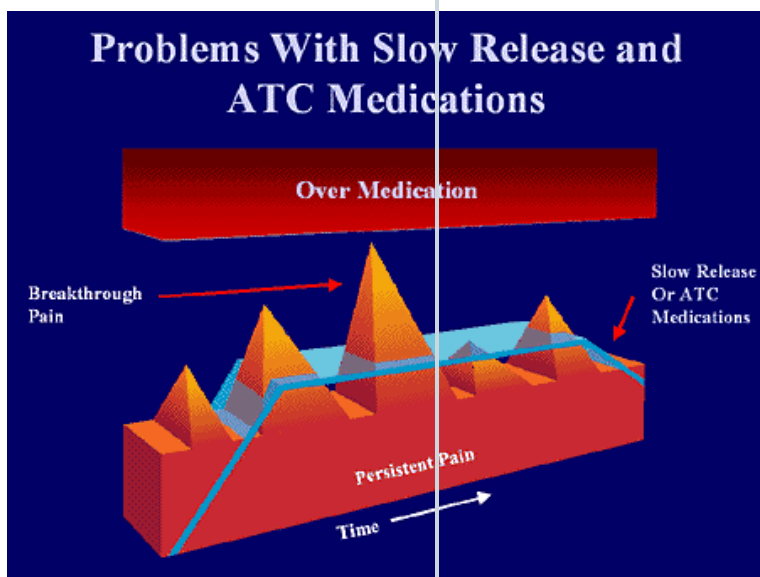 Problems With Slow Release and
ATC Medications
Over Medication
Breakthrough
Pain
Slow Release
Or ATC
Medications
Persistent Pain
Time